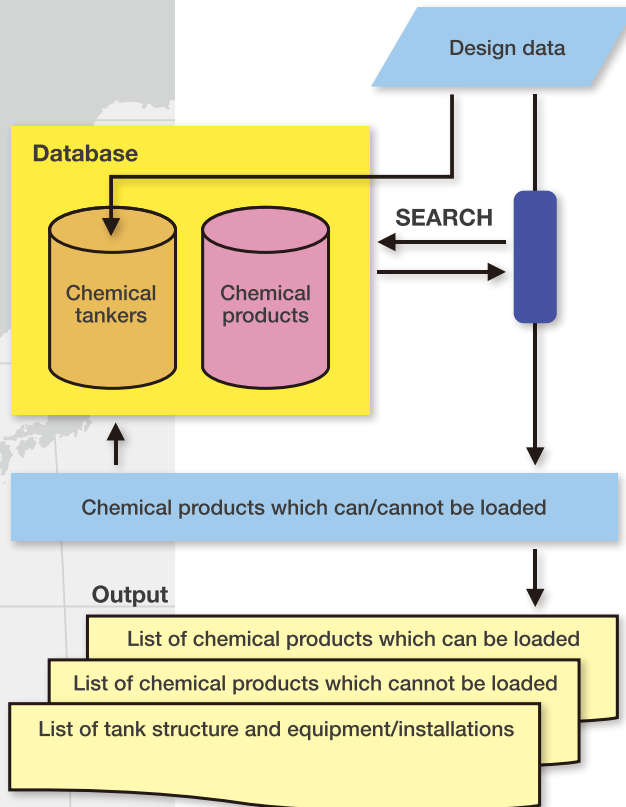 Design data
Database
SEARCH
Chemical
tankers
Chemical
products
Chemical products which can/cannot be loaded
Output
List of chemical products which can be loaded
List of chemical products which cannot be loaded
List of tank structure and equipment/installations